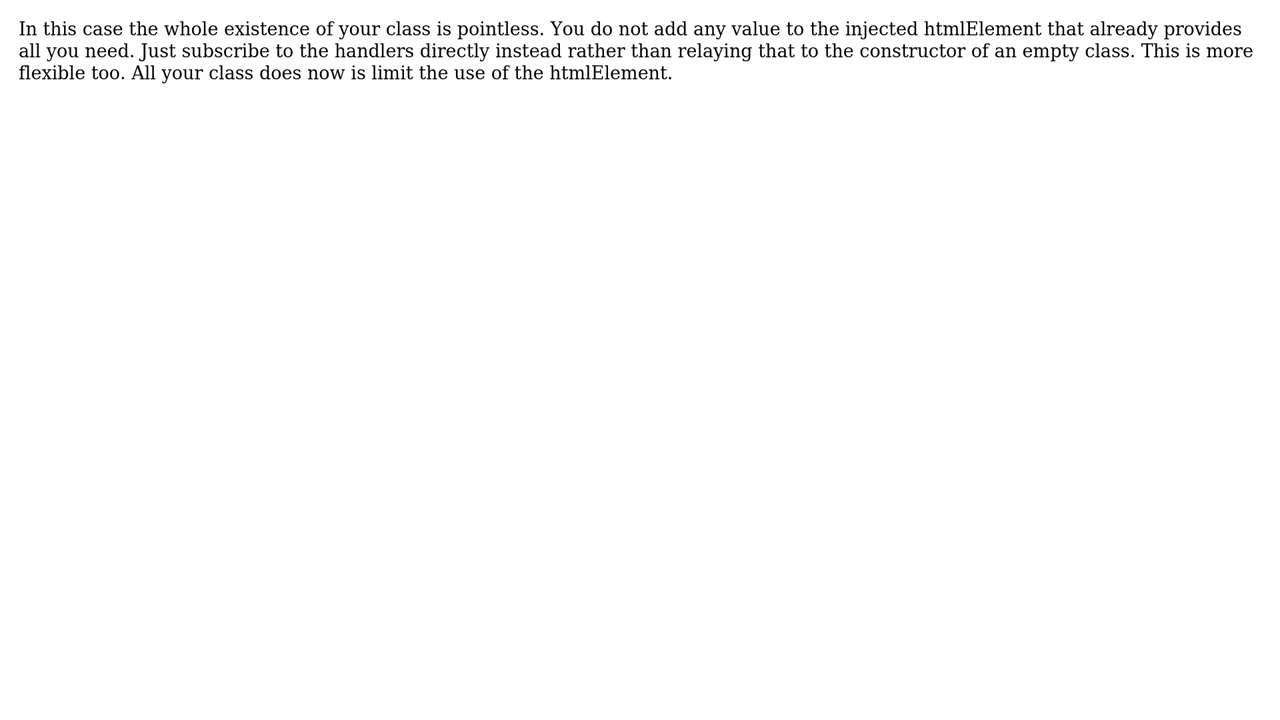 In this case the whole existence of your class is pointless. You do not add any value to the injected htmlElement that already provides
all you need. Just subscribe to the handlers directly instead rather than relaying that to the constructor of an empty class. This is more
flexible too. All your class does now is limit the use of the htmlElement.